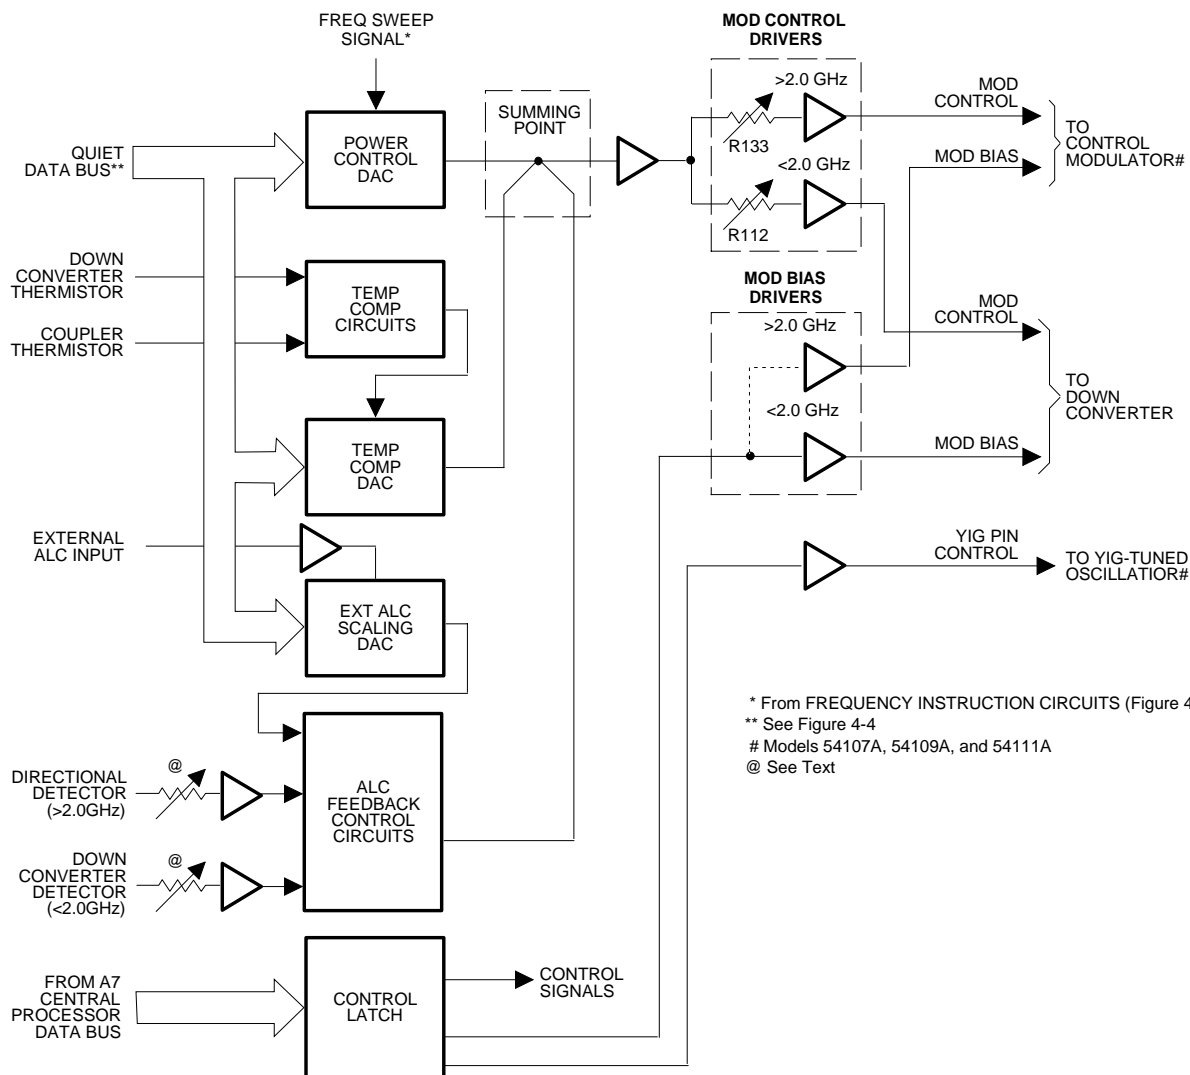 FREQ SWEEP
SIGNAL*
MOD CONTROL
DRIVERS
SUMMING
POINT
>2.0 GHz
R133
<2.0 GHz
R112
MOD
CONTROL
MOD BIAS
TO
CONTROL
MODULATOR#
QUIET
DATA BUS**
POWER
CONTROL
DAC
DOWN
CONVERTER
THERMISTOR
COUPLER
THERMISTOR
TEMP
COMP
CIRCUITS
MOD BIAS
DRIVERS
>2.0 GHz
<2.0 GHz
MOD
CONTROL
MOD BIAS
TO
DOWN
CONVERTER
TEMP
COMP
DAC
EXTERNAL
ALC INPUT
YIG PIN
CONTROL
TO YIG-TUNED
OSCILLATIOR#
EXT ALC
SCALING
DAC
* From FREQUENCY INSTRUCTION CIRCUITS (Figure 4
** See Figure 4-4
# Models 54107A, 54109A, and 54111A
@ See Text
DIRECTIONAL
DETECTOR
(>2.0GHz)
@
ALC
FEEDBACK
CONTROL
CIRCUITS
DOWN
CONVERTER
DETECTOR
(<2.0GHz)
@
FROM A7
CENTRAL
PROCESSOR
DATA BUS
CONTROL
LATCH
CONTROL
SIGNALS